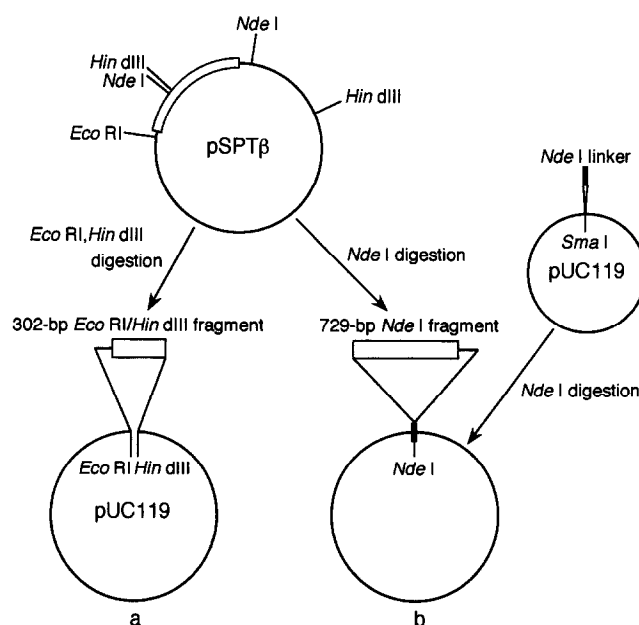 Nde I
Hin dIII
Nde I
Hin dIII
Eco RI
pSPTβ
Nde I linker
Sma I
pUC119
Eco RI, Hin dIII
digestion
Nde I digestion
302-bp Eco RI/Hin dIII fragment
729-bp Nde I fragment
Nde I digestion
Eco RI Hin dIII
Nde I
pUC119
a
b